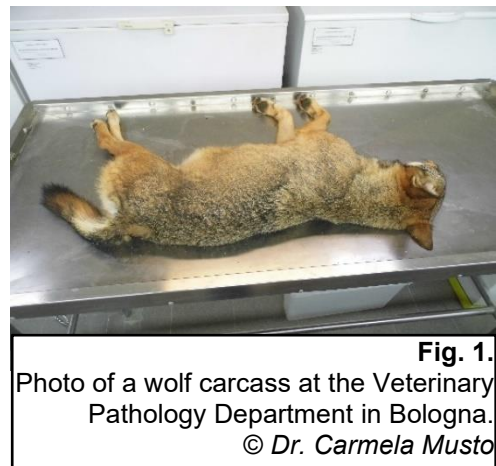 Fig. 1.
Photo of a wolf carcass at the Veterinary
Pathology Department in Bologna.
© Dr. Carmela Musto